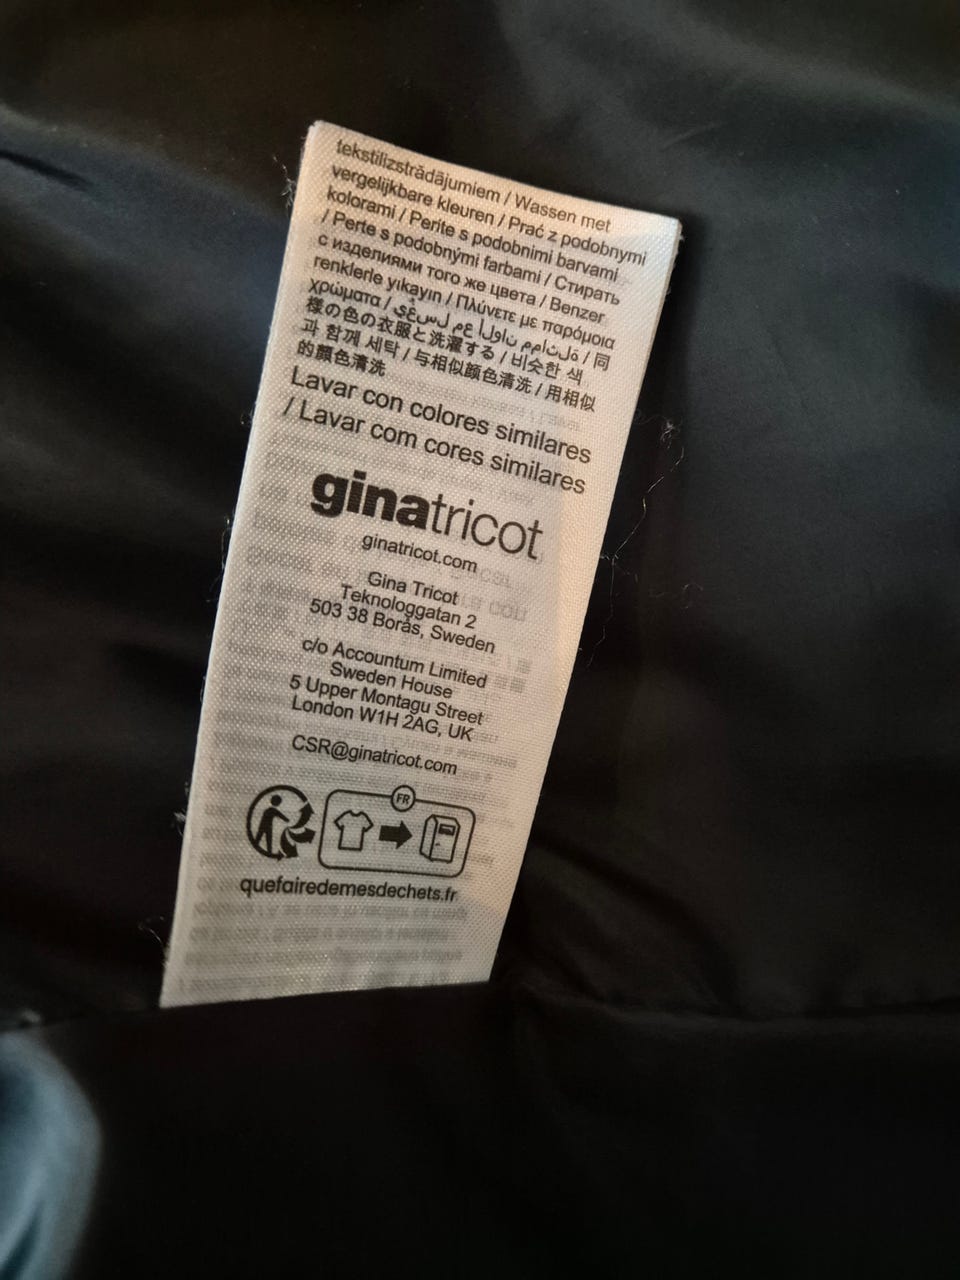 tekstilizstrādājumiem / Wassen met
vergelijkbare kleuren / Prać z podobnymi
kolorami / Perite s podobnimi barvami
/ Perte s podobnými farbami / Стирать
с изделиями того же цвета / Benzer
renklerle yıkayın / Πλύνετε με παρόμοια
χρώματα / يغسل مع ألوان مماثلة / 同
様の色の衣服と洗濯する / 비슷한 색
과 함께 세탁 / 与相似颜色清洗 / 用相似
的顏色清洗
Lavar con colores similares
/ Lavar com cores similares
ginatricot
ginatricot.com
Gina Tricot
Teknologgatan 2
503 38 Borås, Sweden
c/o Accountum Limited
Sweden House
5 Upper Montagu Street
London W1H 2AG, UK
CSR@ginatricot.com
FR
quefairedemesdechets.fr